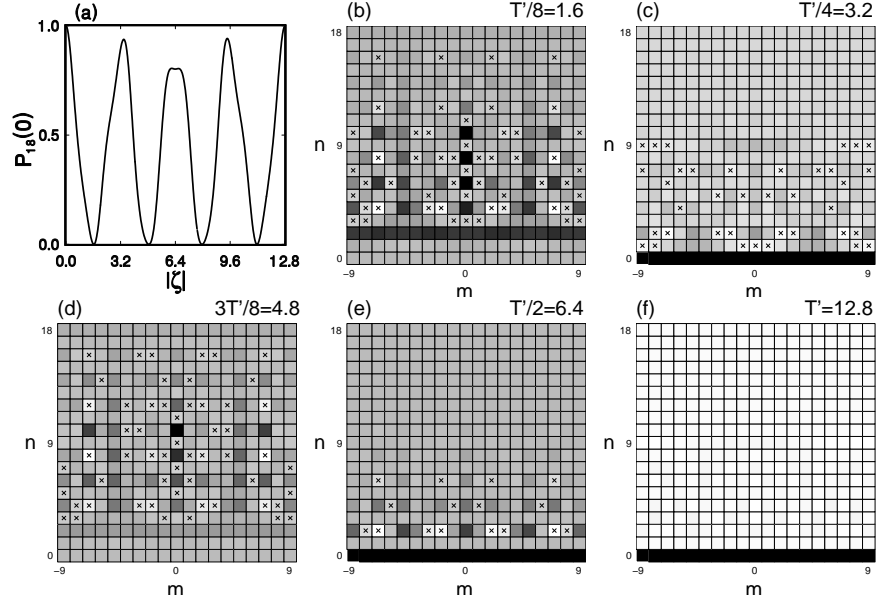 (a)
1.0
0.5
0.0
P18(0)
0.0 3.2 6.4 9.6 12.8
|ζ|
(b) T'/8=1.6
18
n 9
0
−9 0 9
m
(c) T'/4=3.2
18
n 9
0
−9 0 9
m
(d) 3T'/8=4.8
18
n 9
0
−9 0 9
m
(e) T'/2=6.4
18
n 9
0
−9 0 9
m
(f) T'=12.8
18
n 9
0
−9 0 9
m